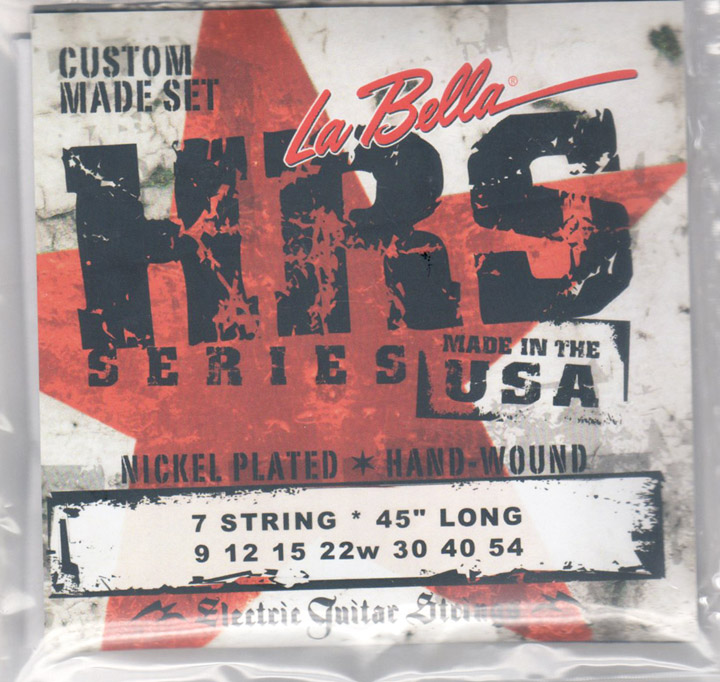 CUSTOM
MADE SET
La Bella®
HRS
SERIES
MADE IN THE
USA
NICKEL PLATED ✶ HAND-WOUND
7 STRING * 45" LONG
9 12 15 22w 30 40 54
Electric Guitar Strings